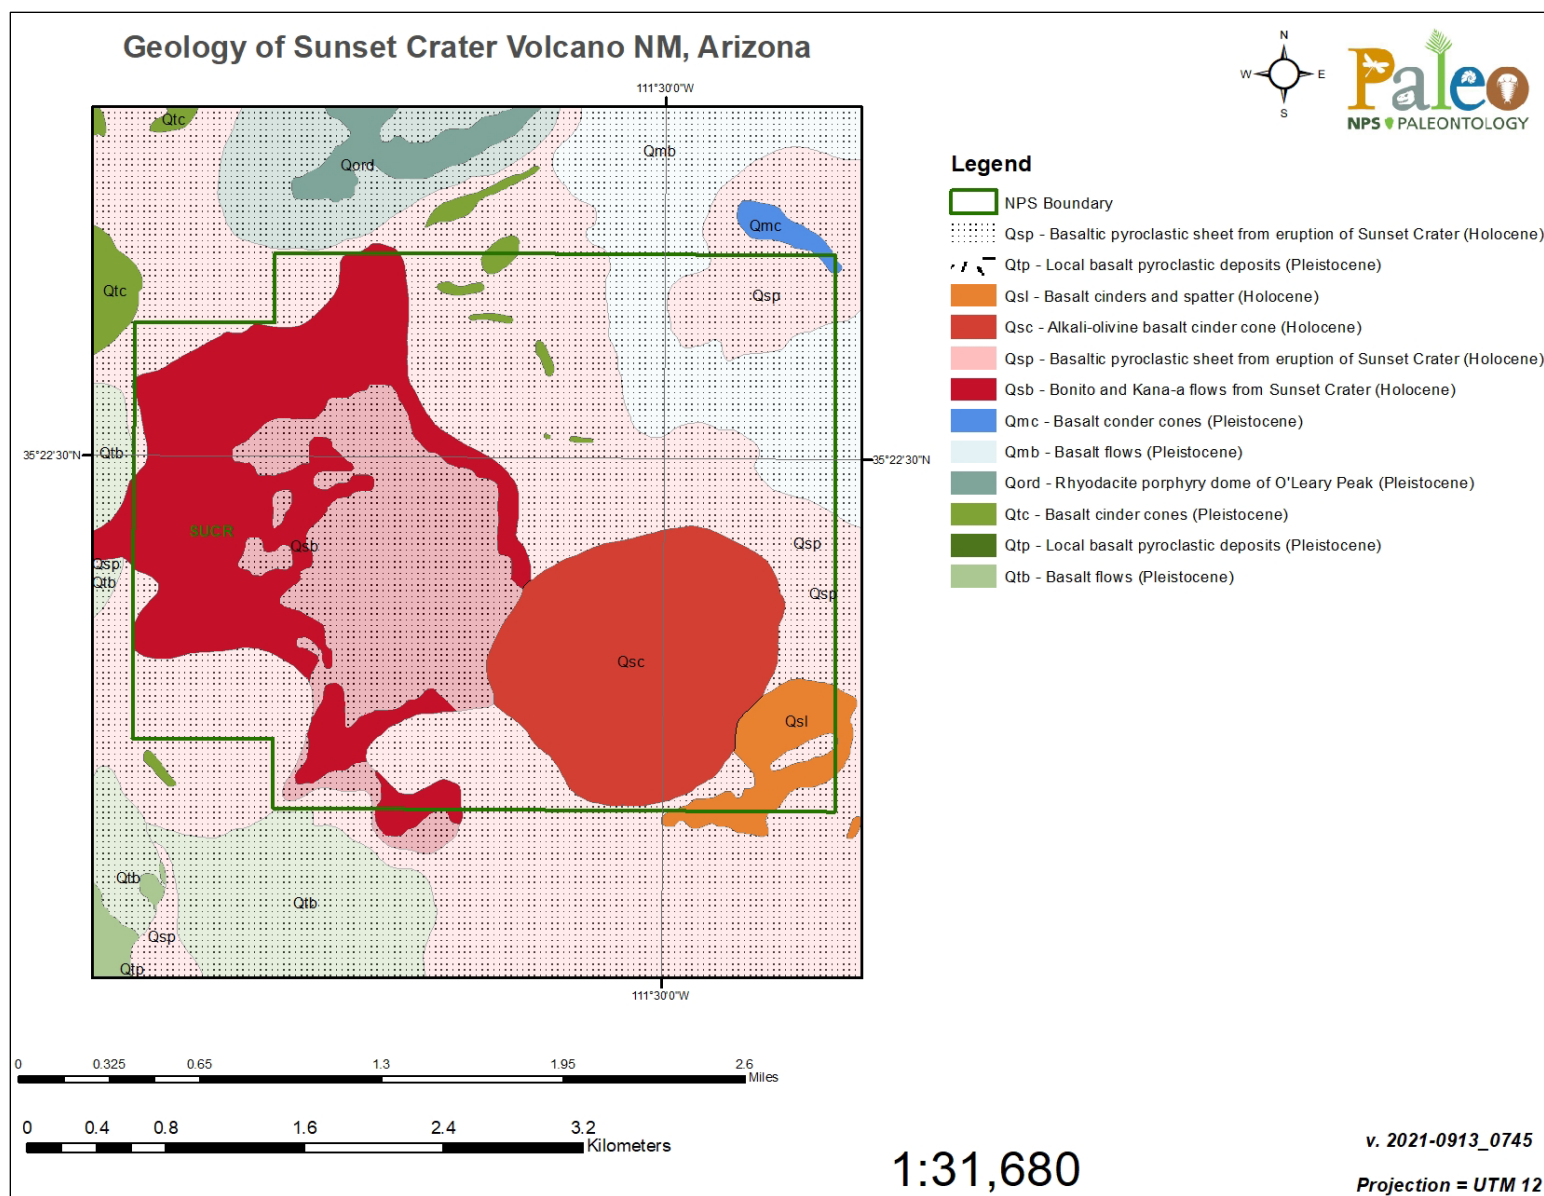 Geology of Sunset Crater Volcano NM, Arizona
N
W
E
S
Paleo
NPS PALEONTOLOGY
111°30'0"W
Qtc
Qord
Qmb
Qmc
Qtc
Qsp
35°22'30"N
Qtb
35°22'30"N
SUCR
Qsb
Qsp
Qsp
Qtb
Qsp
Qsc
Qsl
Qtb
Qtb
Qsp
Qtp
111°30'0"W
Legend
NPS Boundary
Qsp - Basaltic pyroclastic sheet from eruption of Sunset Crater (Holocene)
Qtp - Local basalt pyroclastic deposits (Pleistocene)
Qsl - Basalt cinders and spatter (Holocene)
Qsc - Alkali-olivine basalt cinder cone (Holocene)
Qsp - Basaltic pyroclastic sheet from eruption of Sunset Crater (Holocene)
Qsb - Bonito and Kana-a flows from Sunset Crater (Holocene)
Qmc - Basalt conder cones (Pleistocene)
Qmb - Basalt flows (Pleistocene)
Qord - Rhyodacite porphyry dome of O'Leary Peak (Pleistocene)
Qtc - Basalt cinder cones (Pleistocene)
Qtp - Local basalt pyroclastic deposits (Pleistocene)
Qtb - Basalt flows (Pleistocene)
0 0.325 0.65 1.3 1.95 2.6
Miles
0 0.4 0.8 1.6 2.4 3.2
Kilometers
1:31,680
v. 2021-0913_0745
Projection = UTM 12